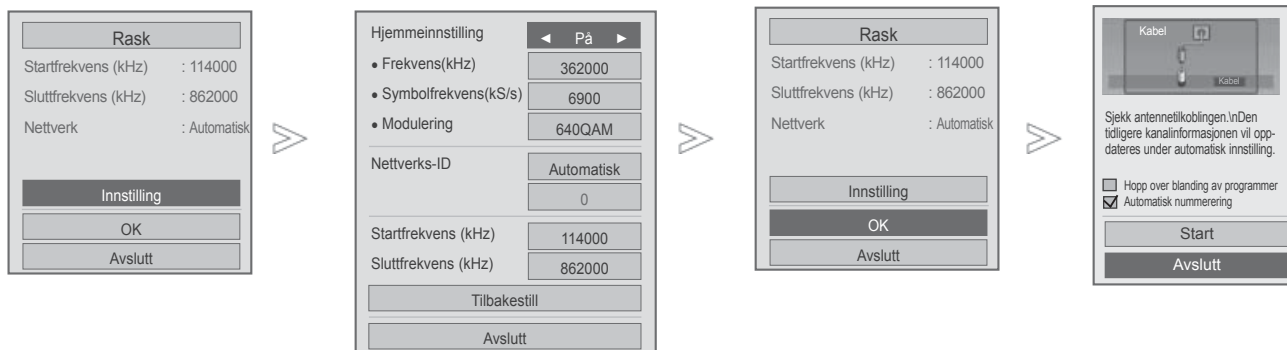 Rask
Startfrekvens (kHz) : 114000
Sluttfrekvens (kHz) : 862000
Nettverk : Automatisk
Innstilling
OK
Avslutt
Hjemmeinnstilling ◄ På ►
• Frekvens(kHz) 362000
• Symbolfrekvens(kS/s) 6900
• Modulering 640QAM
Nettverks-ID Automatisk
0
Startfrekvens (kHz) 114000
Sluttfrekvens (kHz) 862000
Tilbakestill
Avslutt
Rask
Startfrekvens (kHz) : 114000
Sluttfrekvens (kHz) : 862000
Nettverk : Automatisk
Innstilling
OK
Avslutt
Kabel
Kabel
Sjekk antennetilkoblingen.\nDen
tidligere kanalinformasjonen vil opp-
dateres under automatisk innstilling.
Hopp over blanding av programmer
Automatisk nummerering
Start
Avslutt